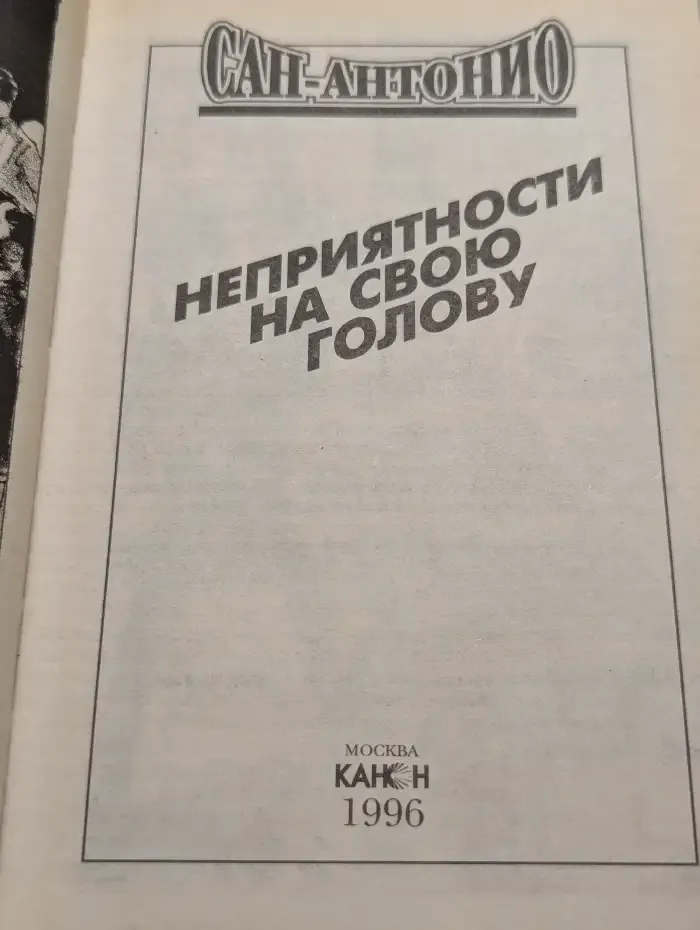 САН-АНТОНИО
НЕПРИЯТНОСТИ
НА СВОЮ
ГОЛОВУ
МОСКВА
КАНОН
1996